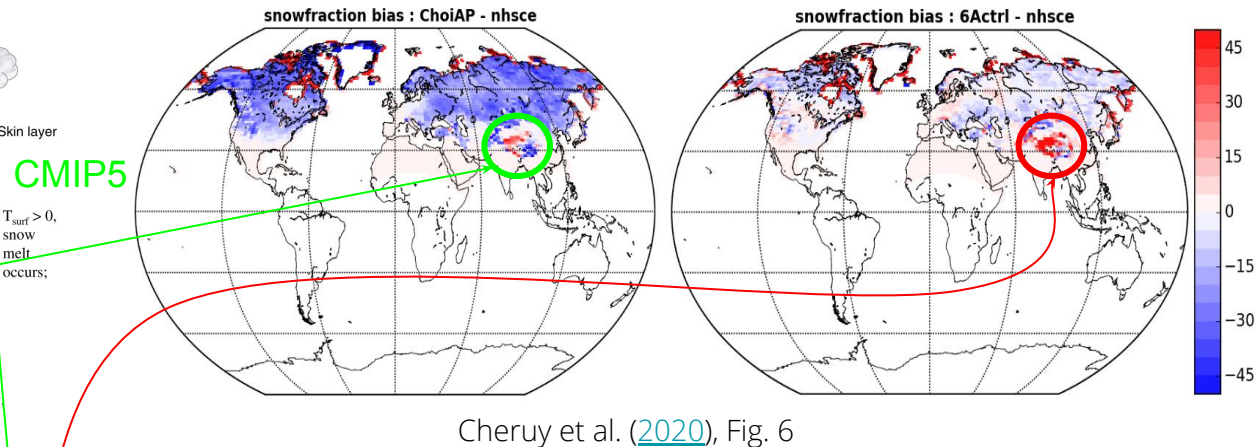 snowfraction bias : ChoiAP - nhsce
snowfraction bias : 6Actrl - nhsce
Skin layer
CMIP5
T_surf > 0,
snow
melt
occurs;
45
30
15
0
−15
−30
−45
Cheruy et al. (2020), Fig. 6